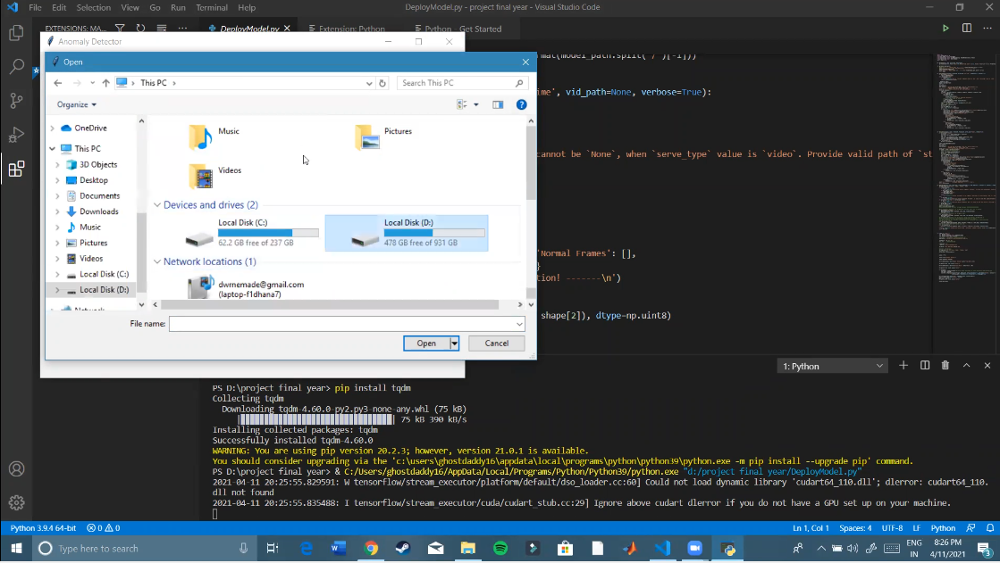 File Edit Selection View Go Run Terminal Help
DeployModel.py - project final year - Visual Studio Code
EXTENSIONS: MA...
DeployModel.py
Extension: Python
Python Get Started
Anomaly Detector
Open
This PC
Search This PC
Organize
OneDrive
This PC
3D Objects
Desktop
Documents
Downloads
Music
Pictures
Videos
Local Disk (C:)
Local Disk (D:)
Network
Music
Pictures
Videos
Devices and drives (2)
Local Disk (C:)
62.2 GB free of 237 GB
Local Disk (D:)
478 GB free of 931 GB
Network locations (1)
dwrnemade@gmail.com
(laptop-f1dhana7)
File name:
Open
Cancel
mat(model_path.split('/')[-1]))
ime', vid_path=None, verbose=True):
cannot be `None`, when `serve_type` value is `video`. Provide valid path of `st
'Normal Frames': [],
}
tion! -------\n')
shape[2]), dtype=np.uint8)
1: Python
PS D:\project final year> pip install tqdm
Collecting tqdm
Downloading tqdm-4.60.0-py2.py3-none-any.whl (75 kB)
75 kB 390 kB/s
Installing collected packages: tqdm
Successfully installed tqdm-4.60.0
WARNING: You are using pip version 20.2.3; however, version 21.0.1 is available.
You should consider upgrading via the 'c:\users\ghostdaddy16\appdata\local\programs\python\python39\python.exe -m pip install --upgrade pip' command.
PS D:\project final year> & C:/Users/ghostdaddy16/AppData/Local/Programs/Python/Python39/python.exe "d:/project final year/DeployModel.py"
2021-04-11 20:25:55.829591: W tensorflow/stream_executor/platform/default/dso_loader.cc:60] Could not load dynamic library 'cudart64_110.dll'; dlerror: cudart64_110.
dll not found
2021-04-11 20:25:55.835488: I tensorflow/stream_executor/cuda/cudart_stub.cc:29] Ignore above cudart dlerror if you do not have a GPU set up on your machine.
Python 3.9.4 64-bit
0
0
Ln 1, Col 1
Spaces: 4
UTF-8
LF
Python
Type here to search
ENG
IN
8:26 PM
4/11/2021
3